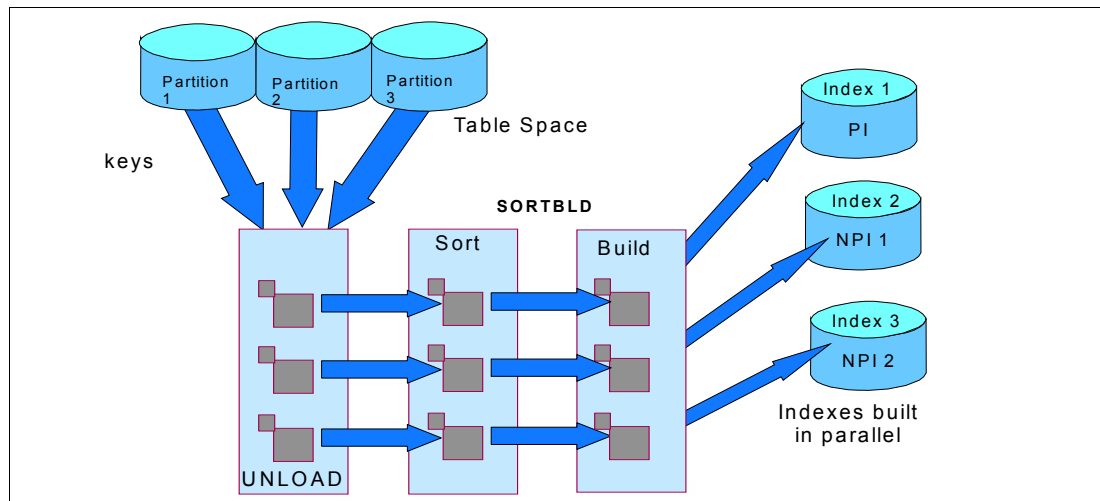 Partition
1
Partition
2
Partition
3
Table Space
keys
SORTBLD
Sort
Build
UNLOAD
Index 1
PI
Index 2
NPI 1
Index 3
NPI 2
Indexes built
in parallel